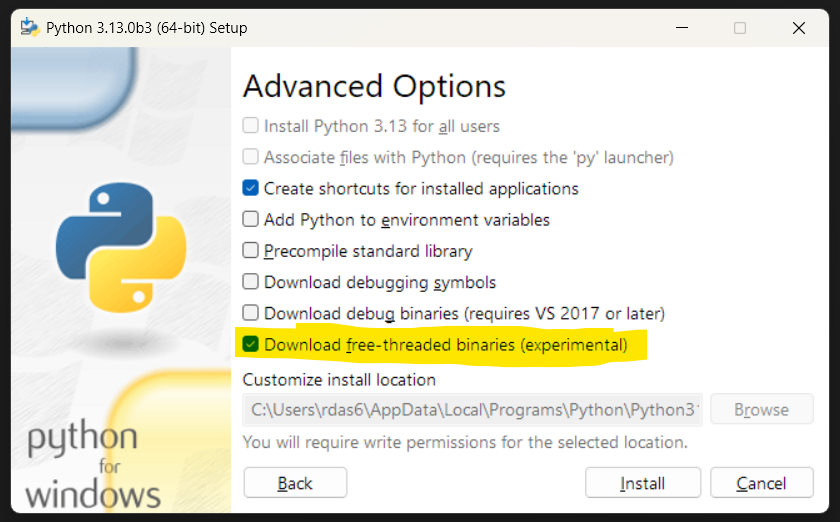 Python 3.13.0b3 (64-bit) Setup
Advanced Options
Install Python 3.13 for all users
Associate files with Python (requires the 'py' launcher)
Create shortcuts for installed applications
Add Python to environment variables
Precompile standard library
Download debugging symbols
Download debug binaries (requires VS 2017 or later)
Download free-threaded binaries (experimental)
Customize install location
C:\Users\rdas6\AppData\Local\Programs\Python\Python31
Browse
You will require write permissions for the selected location.
python
for
windows
Back
Install
Cancel